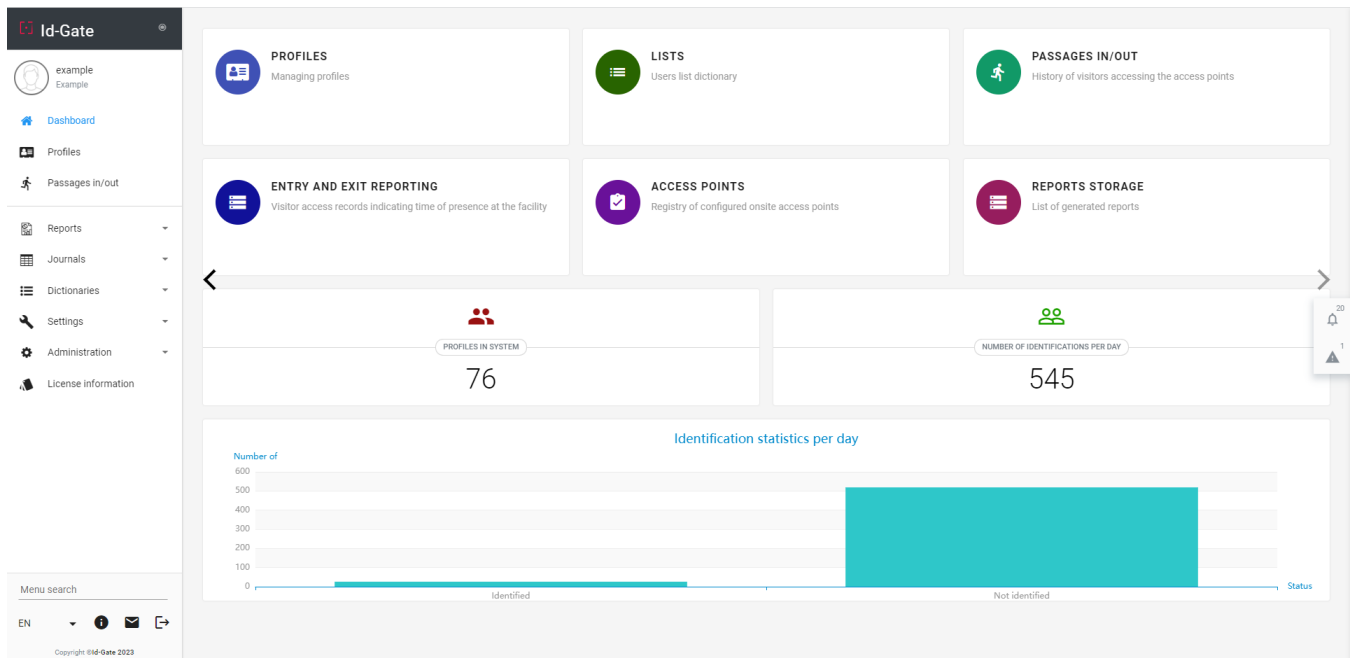 Id-Gate
example
Example
Dashboard
Profiles
Passages in/out
Reports
Journals
Dictionaries
Settings
Administration
License information
Menu search
EN
Copyright ©Id-Gate 2023
PROFILES
Managing profiles
LISTS
Users list dictionary
PASSAGES IN/OUT
History of visitors accessing the access points
ENTRY AND EXIT REPORTING
Visitor access records indicating time of presence at the facility
ACCESS POINTS
Registry of configured onsite access points
REPORTS STORAGE
List of generated reports
PROFILES IN SYSTEM
76
NUMBER OF IDENTIFICATIONS PER DAY
545
20
1
Identification statistics per day
Number of
600
500
400
300
200
100
0
Identified
Not identified
Status